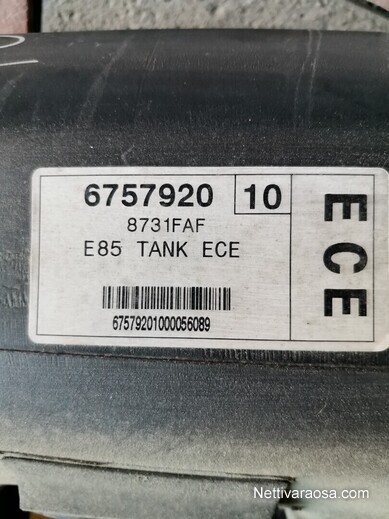 6757920 10
8731FAF
E85 TANK ECE
67579201000056089
ECE
Nettivaraosa.com